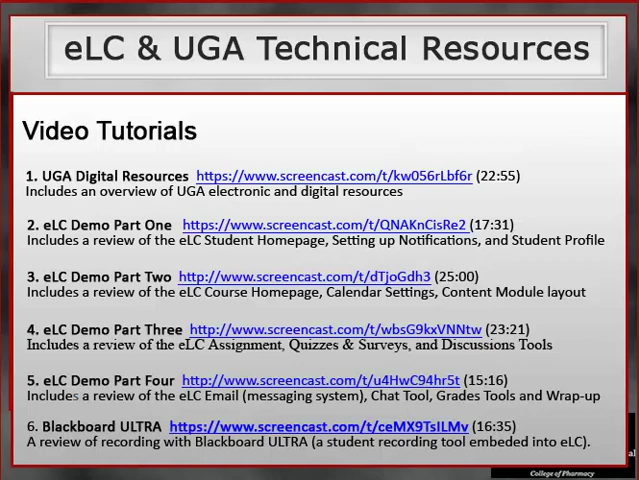 eLC & UGA Technical Resources
Video Tutorials
1. UGA Digital Resources https://www.screencast.com/t/kw056rLbf6r (22:55)
Includes an overview of UGA electronic and digital resources
2. eLC Demo Part One https://www.screencast.com/t/QNAKnCisRe2 (17:31)
Includes a review of the eLC Student Homepage, Setting up Notifications, and Student Profile
3. eLC Demo Part Two http://www.screencast.com/t/dTjoGdh3 (25:00)
Includes a review of the eLC Course Homepage, Calendar Settings, Content Module layout
4. eLC Demo Part Three http://www.screencast.com/t/wbsG9kxVNNtw (23:21)
Includes a review of the eLC Assignment, Quizzes & Surveys, and Discussions Tools
5. eLC Demo Part Four http://www.screencast.com/t/u4HwC94hr5t (15:16)
Includes a review of the eLC Email (messaging system), Chat Tool, Grades Tools and Wrap-up
6. Blackboard ULTRA https://www.screencast.com/t/ceMX9TsILMv (16:35)
A review of recording with Blackboard ULTRA (a student recording tool embeded into eLC).
College of Pharmacy